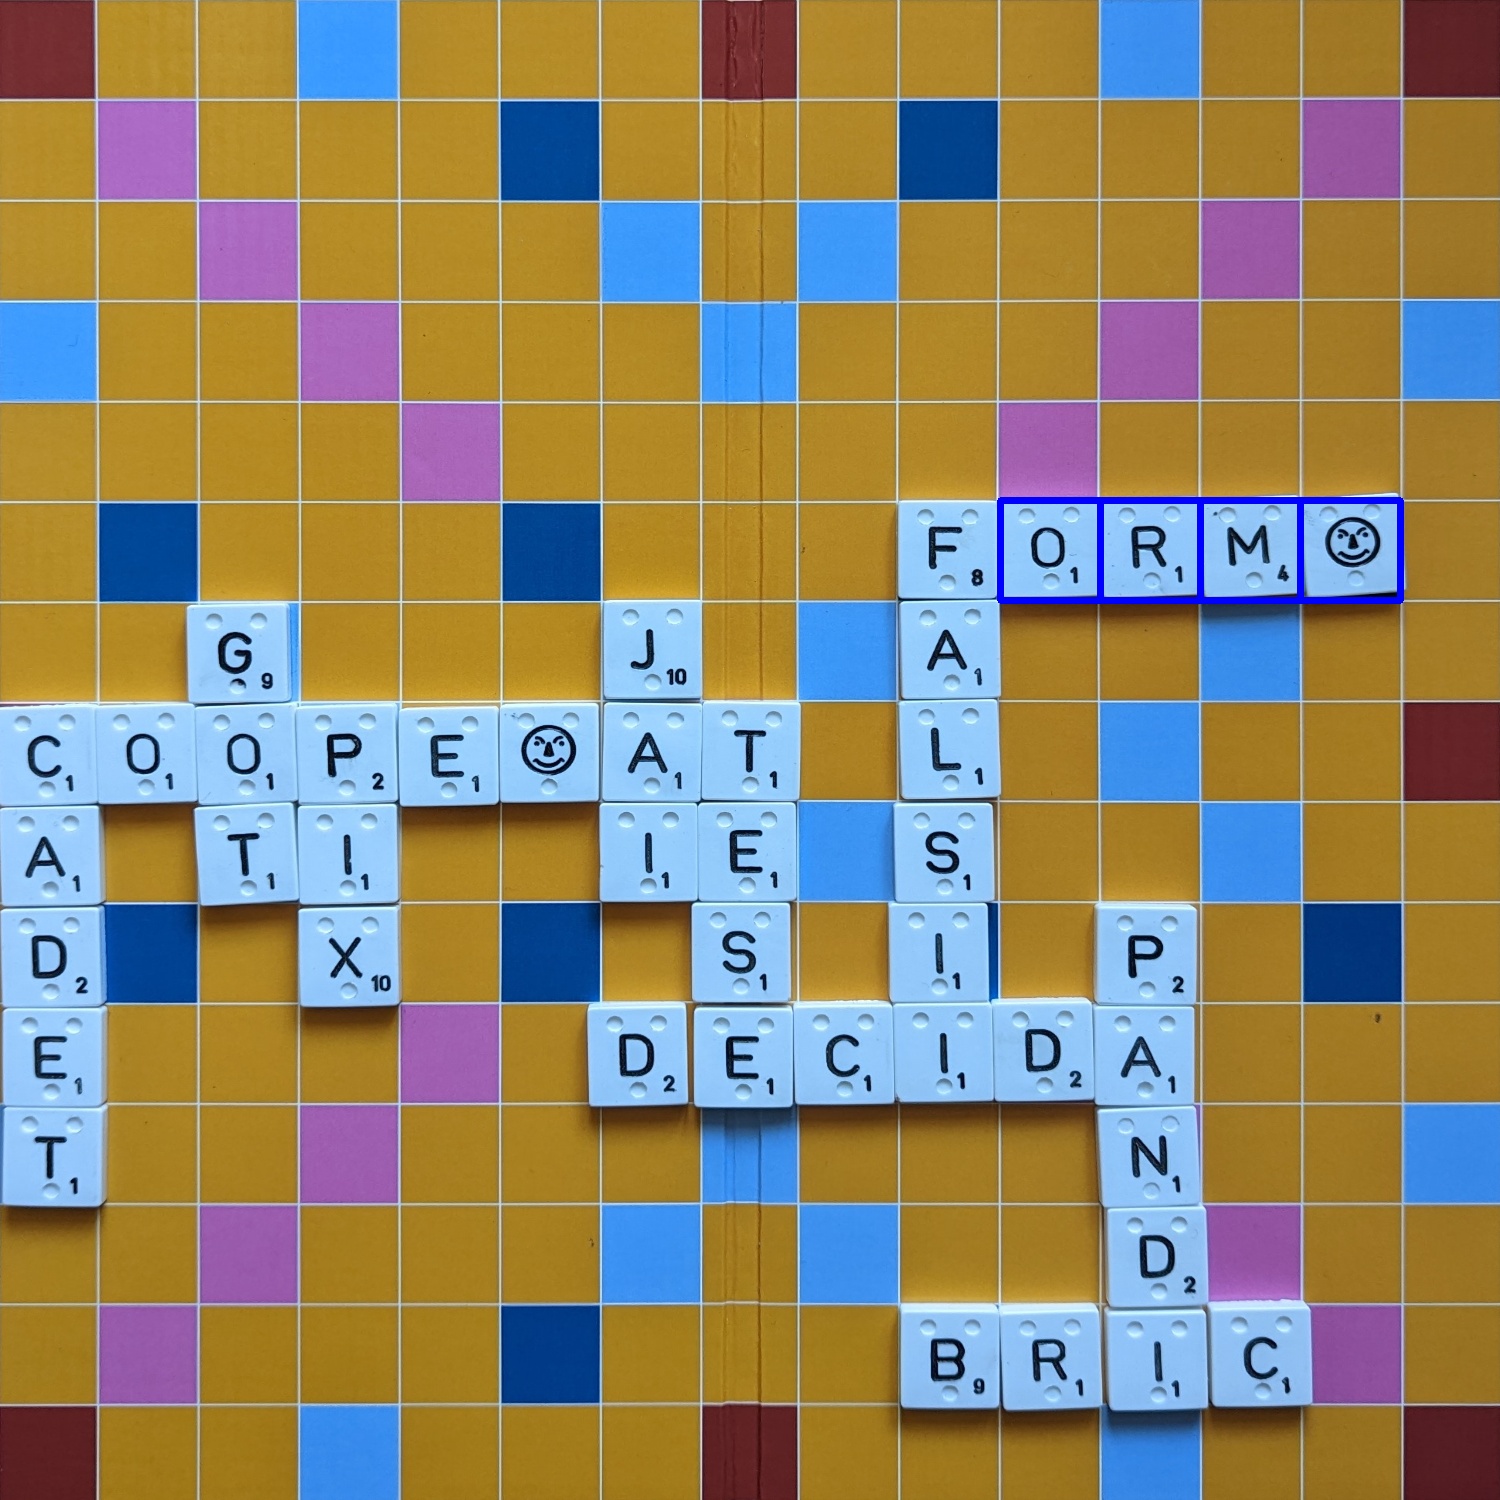 FORM
G J A
COOPE AT L
A TI IE S
D X S I P
E DECIDA
T N
D
BRIC